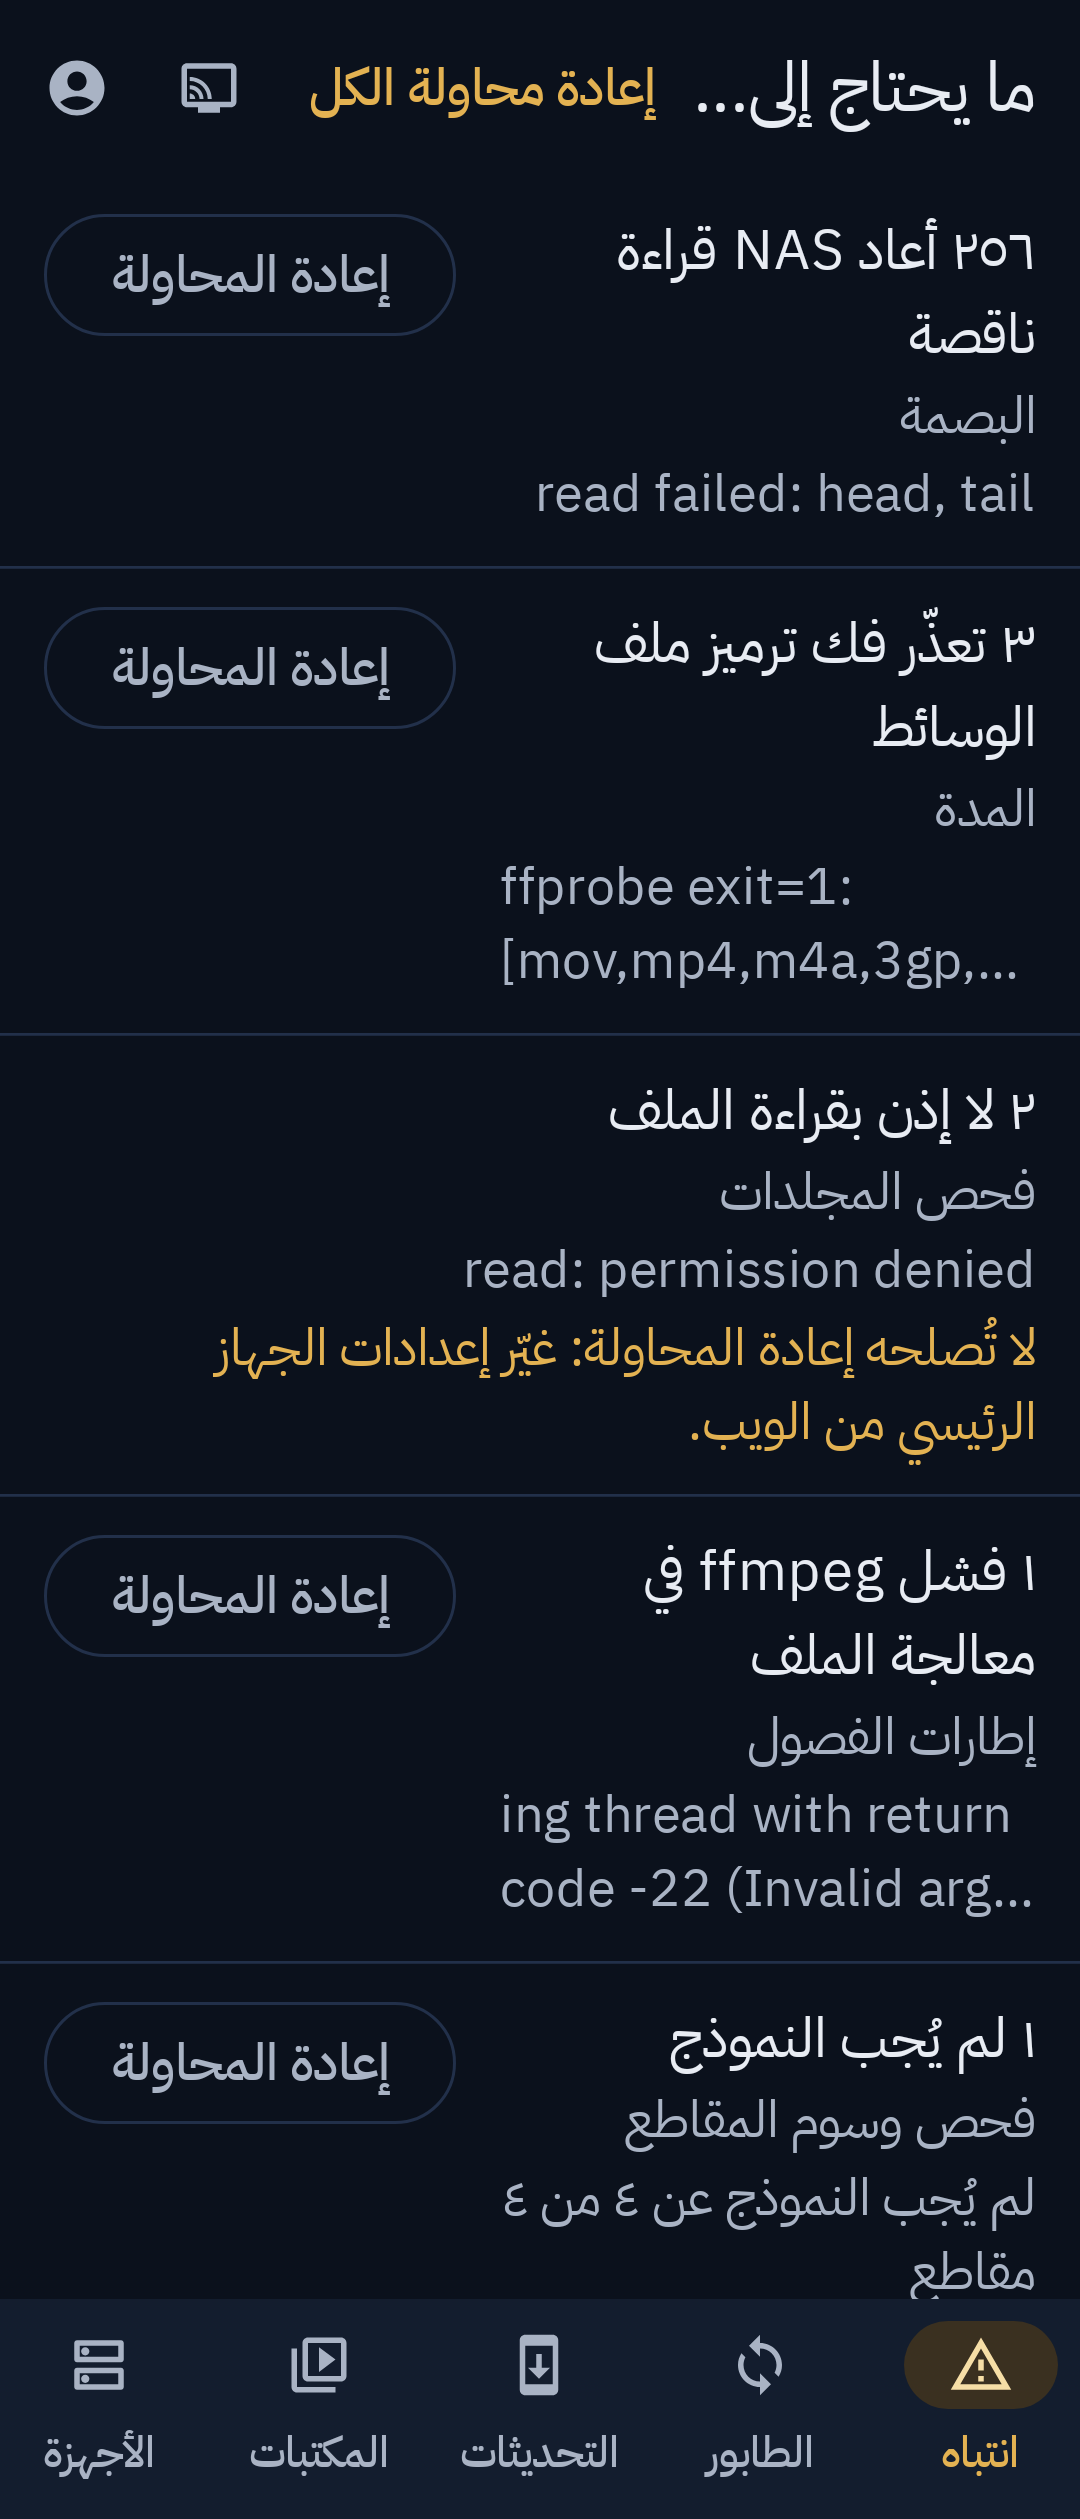 ما يحتاج إلى...
إعادة محاولة الكل
٢٥٦ أعاد NAS قراءة
ناقصة
البصمة
read failed: head, tail
إعادة المحاولة
٣ تعذّر فك ترميز ملف
الوسائط
المدة
ffprobe exit=1:
[mov,mp4,m4a,3gp,...
إعادة المحاولة
٢ لا إذن بقراءة الملف
فحص المجلدات
read: permission denied
لا تُصلحه إعادة المحاولة: غيّر إعدادات الجهاز
الرئيسي من الويب.
١ فشل ffmpeg في
معالجة الملف
إطارات الفصول
ing thread with return
code -22 (Invalid arg...
إعادة المحاولة
١ لم يُجب النموذج
فحص وسوم المقاطع
لم يُجب النموذج عن ٤ من ٤
مقاطع
إعادة المحاولة
انتباه
الطابور
التحديثات
المكتبات
الأجهزة